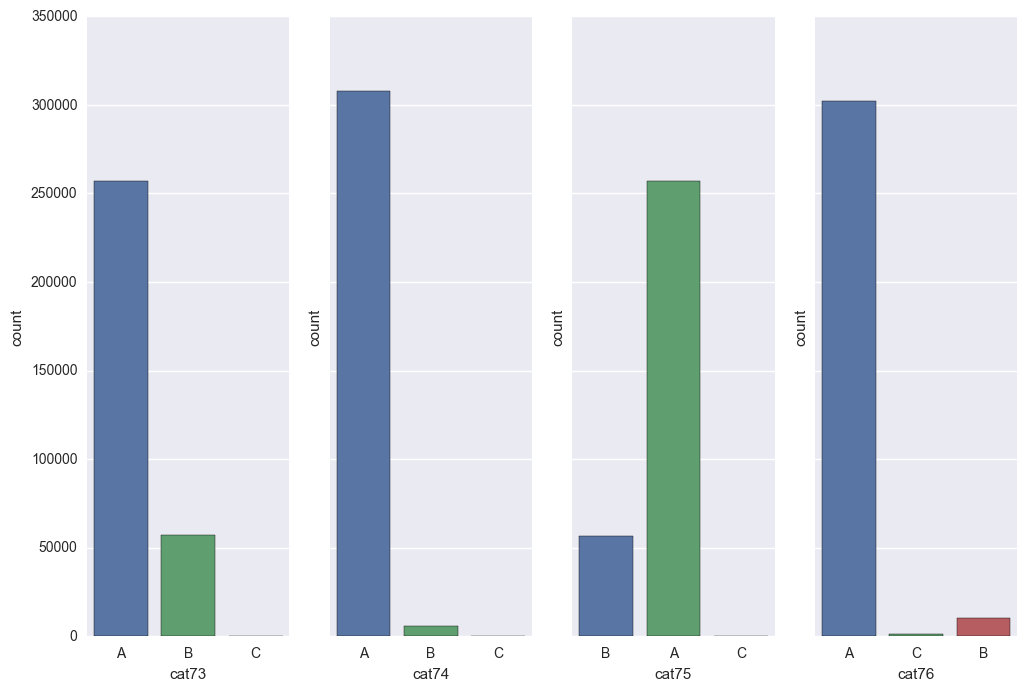 350000
300000
250000
200000
150000
100000
50000
0
count
A B C
cat73
count
A B C
cat74
count
B A C
cat75
count
A C B
cat76